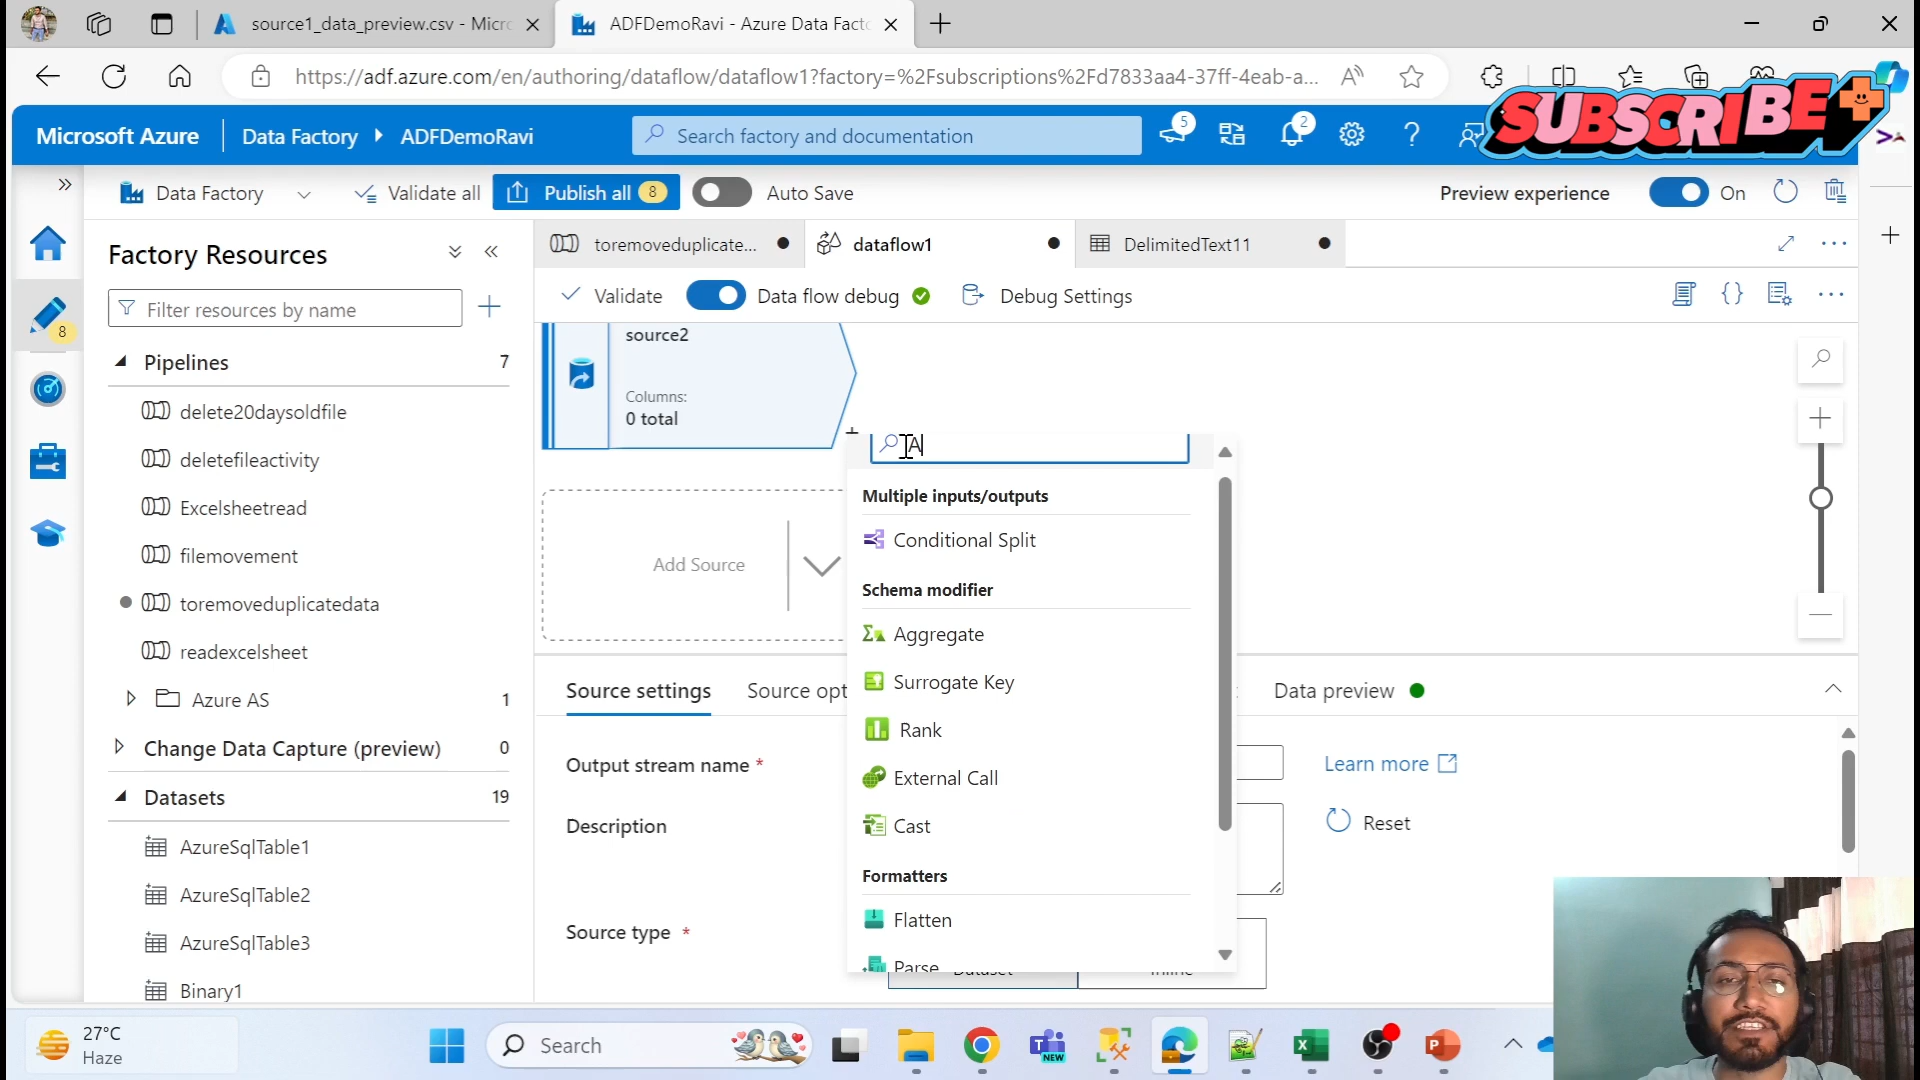 source1_data_preview.csv - Micr
ADFDemoRavi - Azure Data Fact
https://adf.azure.com/en/authoring/dataflow/dataflow1?factory=%2Fsubscriptions%2Fd7833aa4-37ff-4eab-a...
SUBSCRIBE
Microsoft Azure
Data Factory
ADFDemoRavi
Search factory and documentation
5
2
Data Factory
Validate all
Publish all
8
Auto Save
Preview experience
On
Factory Resources
toremoveduplicate...
dataflow1
DelimitedText11
Filter resources by name
Validate
Data flow debug
Debug Settings
8
Pipelines
7
delete20daysoldfile
deletefileactivity
Excelsheetread
filemovement
toremoveduplicatedata
readexcelsheet
Azure AS
1
Change Data Capture (preview)
0
Datasets
19
AzureSqlTable1
AzureSqlTable2
AzureSqlTable3
Binary1
source2
Columns:
0 total
Add Source
A
Multiple inputs/outputs
Conditional Split
Schema modifier
Aggregate
Surrogate Key
Rank
External Call
Cast
Formatters
Flatten
Parse
Source settings
Source opt
Data preview
Output stream name *
Learn more
Description
Reset
Source type *
Dataset
Inline
27°C
Haze
Search
NEW